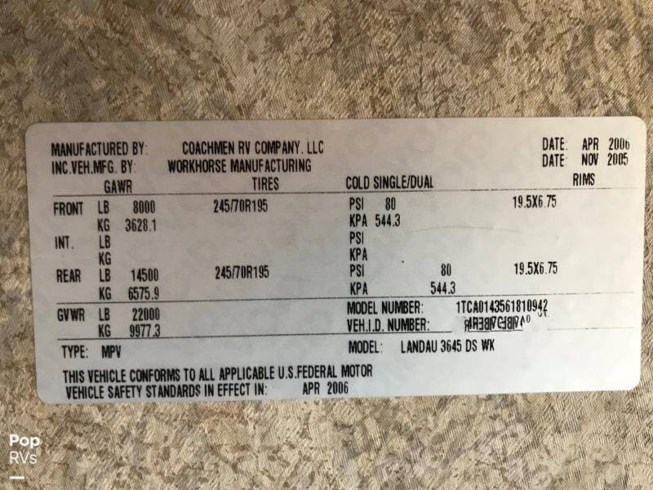 MANUFACTURED BY: COACHMEN RV COMPANY. LLC DATE: APR 2006
INC.VEH.MFG. BY: WORKHORSE MANUFACTURING DATE: NOV 2005
GAWR TIRES COLD SINGLE/DUAL RIMS
FRONT LB 8000 245/70R195 PSI 80 19.5X6.75
KG 3628.1 KPA 544.3
INT. LB PSI
KG KPA
REAR LB 14500 245/70R195 PSI 80 19.5X6.75
KG 6575.9 KPA 544.3
GVWR LB 22000 MODEL NUMBER: 1TCA0143561810942
KG 9977.3 VEH.I.D. NUMBER:
TYPE: MPV MODEL: LANDAU 3645 DS WK
THIS VEHICLE CONFORMS TO ALL APPLICABLE U.S.FEDERAL MOTOR
VEHICLE SAFETY STANDARDS IN EFFECT IN: APR 2006
Pop
RVs